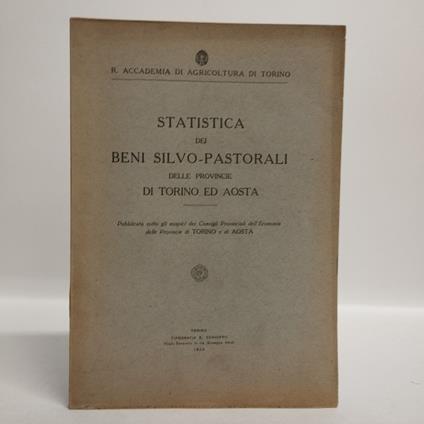 R. ACCADEMIA DI AGRICOLTURA DI TORINO
STATISTICA
DEI
BENI SILVO-PASTORALI
DELLE PROVINCIE
DI TORINO ED AOSTA
Pubblicata sotto gli auspici dei Consigli Provinciali dell'Economia
delle Provincie di TORINO e di AOSTA
TORINO
TIPOGRAFIA